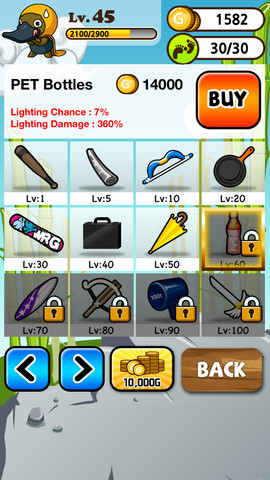 Lv. 45
2100/2900
G 1582
30/30
PET Bottles G 14000
BUY
Lighting Chance : 7%
Lighting Damage : 360%
Lv:1 Lv:5 Lv:10 Lv:20
Lv:30 Lv:40 Lv:50 Lv:60
Lv:70 Lv:80 Lv:90 Lv:100
10,000G
BACK